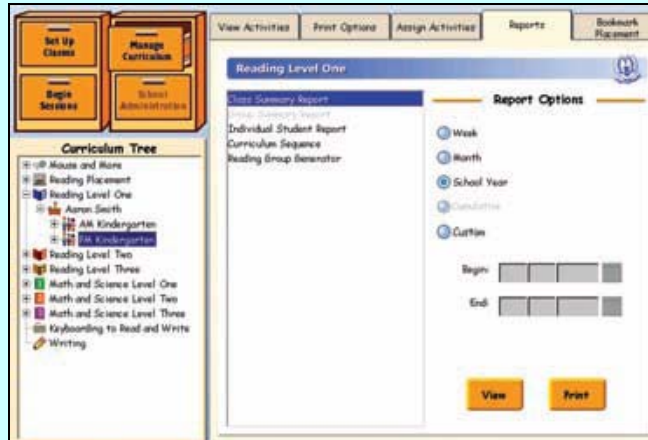 Set Up
Classes
Manage
Curriculum
Begin
Sessions
School
Administration
View Activities
Print Options
Assign Activities
Reports
Bookmark
Placement
Curriculum Tree
Mouse and More
Reading Placement
Reading Level One
Aaron Smith
AM Kindergarten
PM Kindergarten
Reading Level Two
Reading Level Three
Math and Science Level One
Math and Science Level Two
Math and Science Level Three
Keyboarding to Read and Write
Writing
Reading Level One
Class Summary Report
Group Summary Report
Individual Student Report
Curriculum Sequence
Reading Group Generator
Report Options
Week
Month
School Year
Cumulative
Custom
Begin:
End:
View
Print